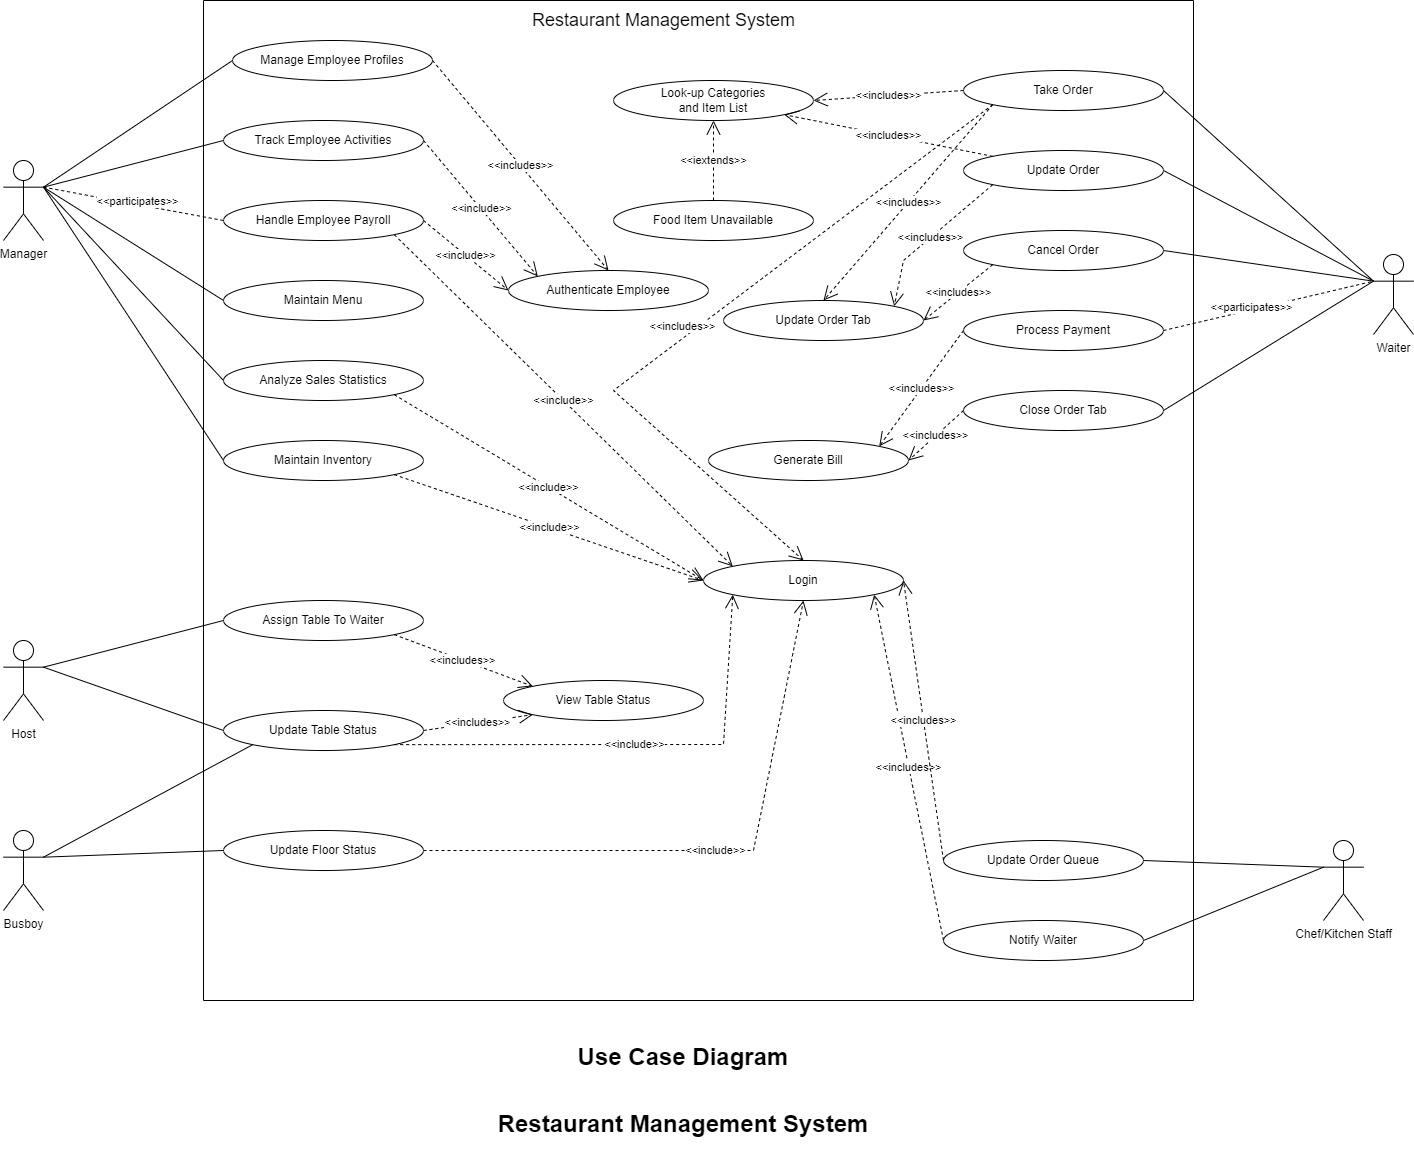 Restaurant Management System
Manage Employee Profiles
Look-up Categories
and Item List
<<includes>>
Take Order
Track Employee Activities
<<includes>>
<<includes>>
<<iextends>>
Update Order
Manager
<<participates>>
<<include>>
<<includes>>
Handle Employee Payroll
Food Item Unavailable
<<includes>>
<<include>>
Cancel Order
Authenticate Employee
<<includes>>
Maintain Menu
<<participates>>
Update Order Tab
<<includes>>
Process Payment
Waiter
Analyze Sales Statistics
<<includes>>
<<include>>
Close Order Tab
<<includes>>
Maintain Inventory
Generate Bill
<<include>>
<<include>>
Login
Assign Table To Waiter
<<includes>>
View Table Status
Host
Update Table Status
<<includes>>
<<includes>>
<<include>>
<<includes>>
Update Floor Status
<<include>>
Update Order Queue
Busboy
Notify Waiter
Chef/Kitchen Staff
Use Case Diagram
Restaurant Management System